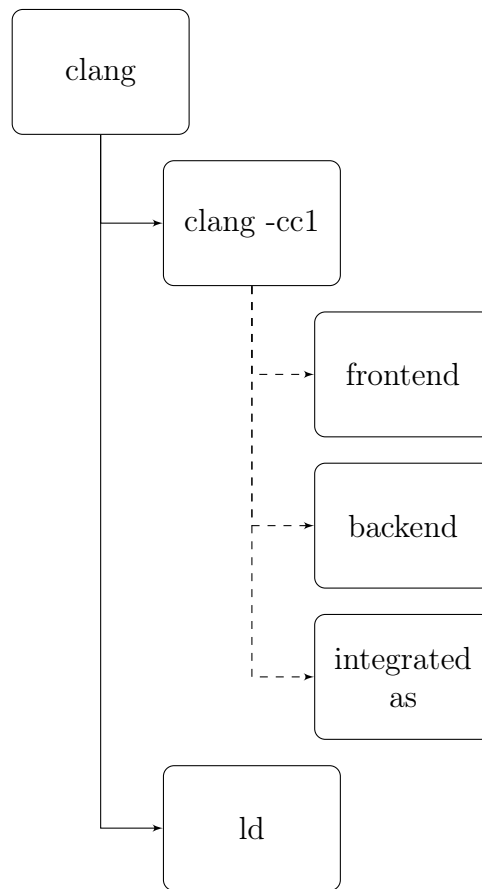 clang
clang -cc1
frontend
backend
integrated
as
ld